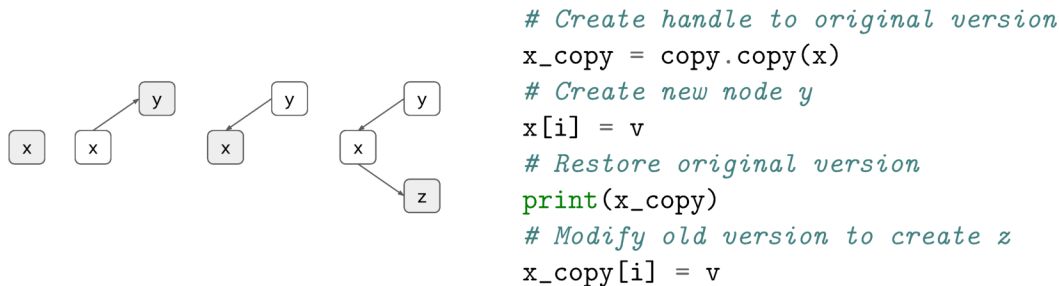 y y y
x x x x
z
# Create handle to original version
x_copy = copy.copy(x)
# Create new node y
x[i] = v
# Restore original version
print(x_copy)
# Modify old version to create z
x_copy[i] = v